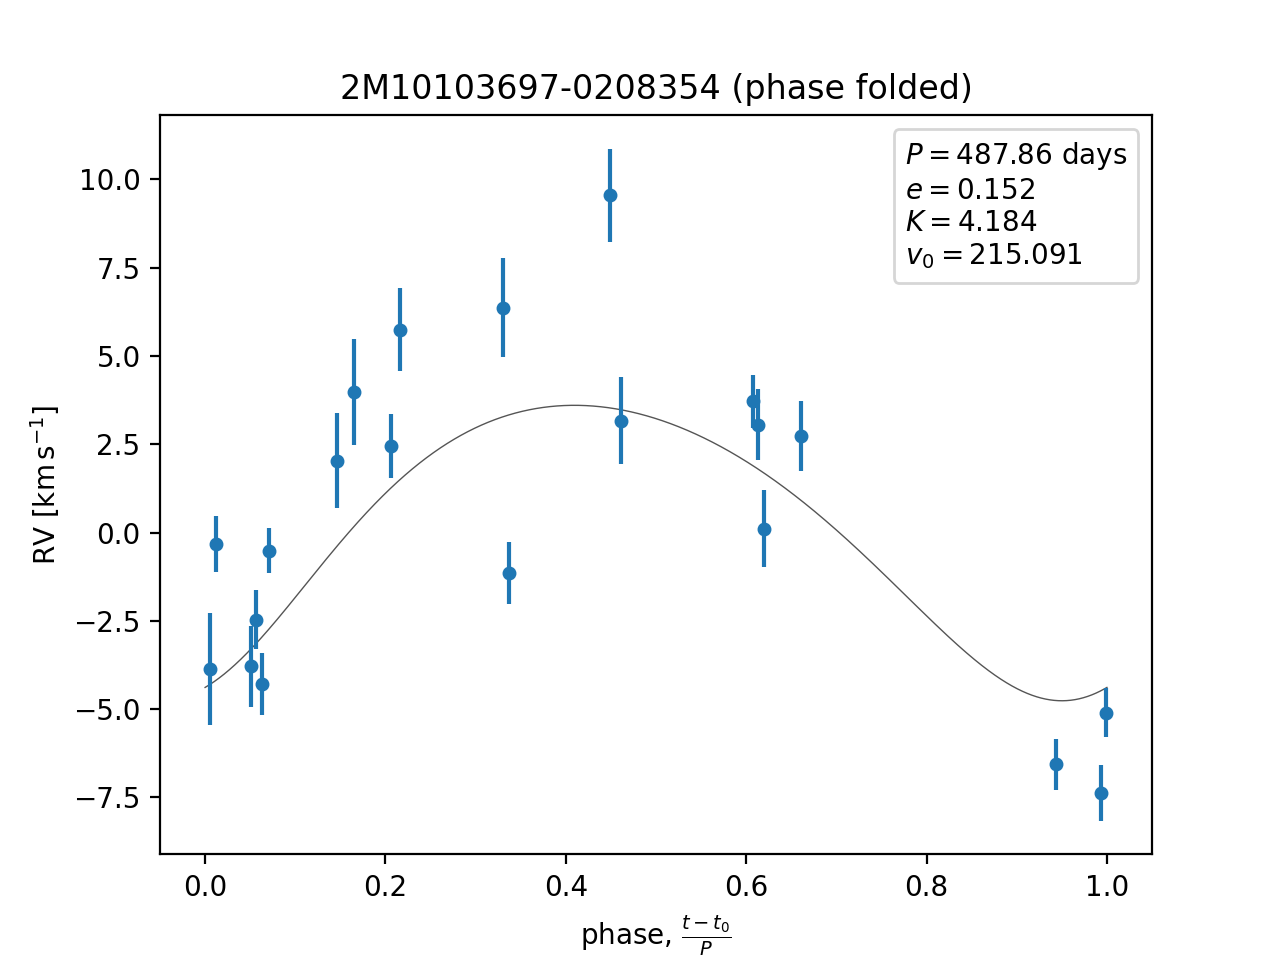 2M10103697-0208354 (phase folded)
P = 487.86 days
e = 0.152
K = 4.184
v₀ = 215.091
10.0
7.5
5.0
2.5
0.0
−2.5
−5.0
−7.5
RV [km s⁻¹]
0.0 0.2 0.4 0.6 0.8 1.0
phase, (t − t₀)/P